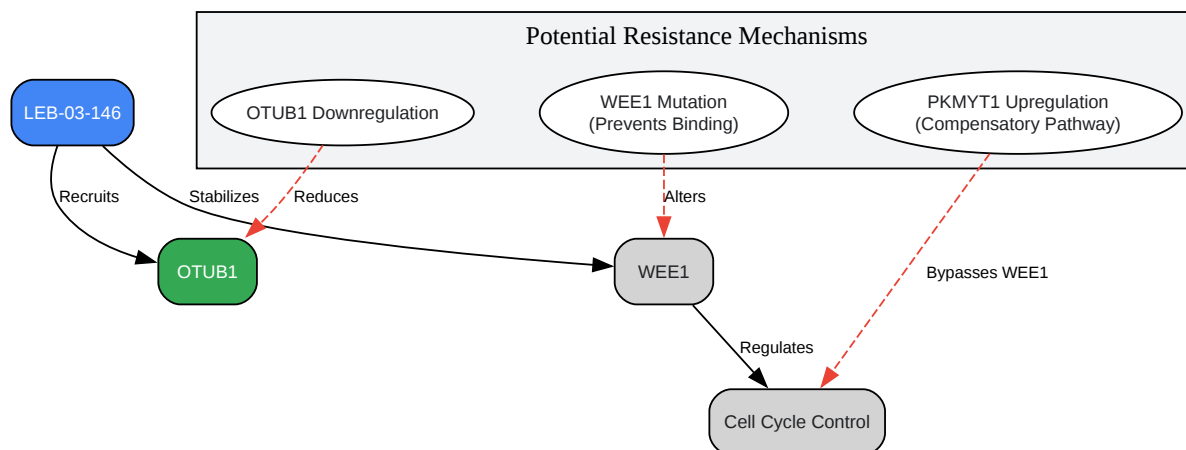 Potential Resistance Mechanisms
LEB-03-146
OTUB1 Downregulation
WEE1 Mutation
(Prevents Binding)
PKMYT1 Upregulation
(Compensatory Pathway)
Recruits
Stabilizes
Reduces
Alters
OTUB1
WEE1
Bypasses WEE1
Regulates
Cell Cycle Control